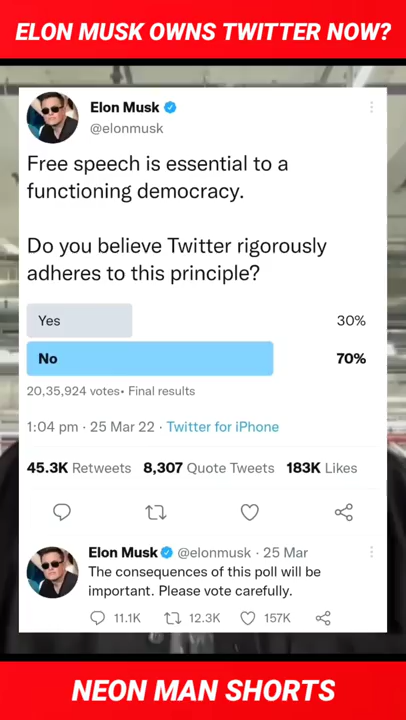 ELON MUSK OWNS TWITTER NOW?
Elon Musk
@elonmusk
Free speech is essential to a
functioning democracy.
Do you believe Twitter rigorously
adheres to this principle?
Yes 30%
No 70%
20,35,924 votes• Final results
1:04 pm · 25 Mar 22 · Twitter for iPhone
45.3K Retweets 8,307 Quote Tweets 183K Likes
Elon Musk @elonmusk · 25 Mar
The consequences of this poll will be
important. Please vote carefully.
11.1K 12.3K 157K
NEON MAN SHORTS